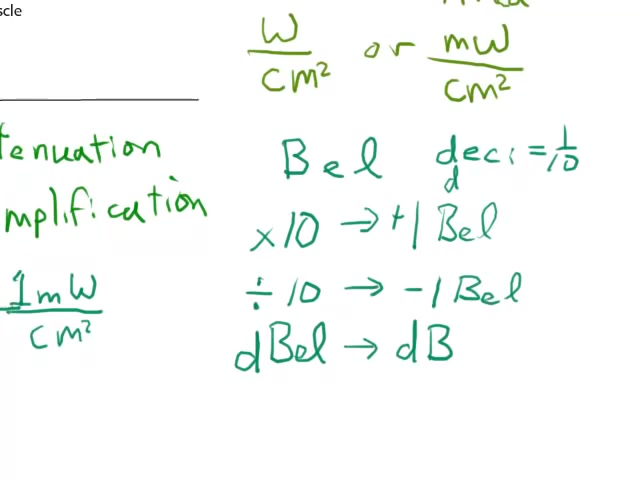 scle
W/cm² or mW/cm²
tenuation
mplification
1mW/cm²
Bel deci = 1/10
d
×10 → +1 Bel
÷10 → -1 Bel
dBel → dB